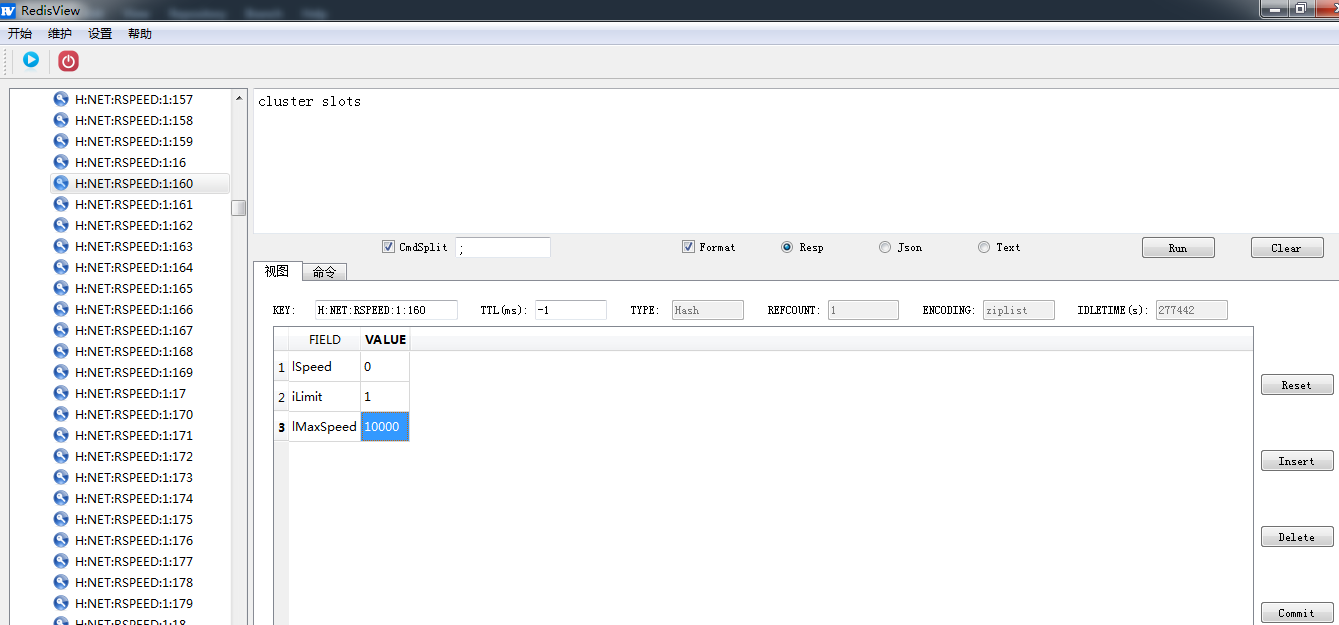 RedisView
开始 维护 设置 帮助
H:NET:RSPEED:1:157
H:NET:RSPEED:1:158
H:NET:RSPEED:1:159
H:NET:RSPEED:1:16
H:NET:RSPEED:1:160
H:NET:RSPEED:1:161
H:NET:RSPEED:1:162
H:NET:RSPEED:1:163
H:NET:RSPEED:1:164
H:NET:RSPEED:1:165
H:NET:RSPEED:1:166
H:NET:RSPEED:1:167
H:NET:RSPEED:1:168
H:NET:RSPEED:1:169
H:NET:RSPEED:1:17
H:NET:RSPEED:1:170
H:NET:RSPEED:1:171
H:NET:RSPEED:1:172
H:NET:RSPEED:1:173
H:NET:RSPEED:1:174
H:NET:RSPEED:1:175
H:NET:RSPEED:1:176
H:NET:RSPEED:1:177
H:NET:RSPEED:1:178
H:NET:RSPEED:1:179
H:NET:RSPEED:1:18
cluster slots
CmdSplit ; Format Resp Json Text Run Clear
视图 命令
KEY: H:NET:RSPEED:1:160 TTL(ms): -1 TYPE: Hash REFCOUNT: 1 ENCODING: ziplist IDLETIME(s): 277442
FIELD VALUE
1 lSpeed 0
2 iLimit 1
3 lMaxSpeed 10000
Reset
Insert
Delete
Commit